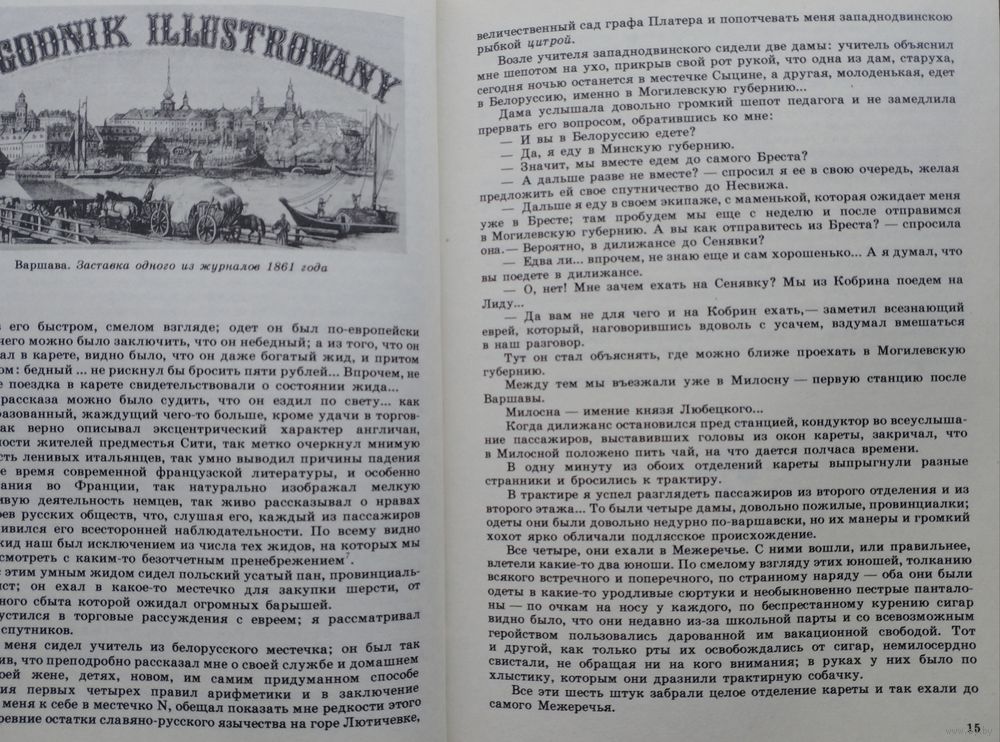 GODNIK ILLUSTROWANY
Варшава. Заставка одного из журналов 1861 года
в его быстром, смелом взгляде; одет он был по-европейски
чего можно было заключить, что он небедный; а из того, что он
ал в карете, видно было, что он даже богатый жид, и притом
ом: бедный ... не рискнул бы бросить пяти рублей... Впрочем, не
е поездка в карете свидетельствовали о состоянии жида...
рассказа можно было судить, что он ездил по свету... как
разованный, жаждущий чего-то больше, кроме удачи в торгов-
ак верно описывал эксцентрический характер англичан,
ности жителей предместья Сити, так метко очеркнул мнимую
сть ленивых итальянцев, так умно выводил причины падения
е время современной французской литературы, и особенно
ания во Франции, так натурально изображал мелкую
ивую деятельность немцев, так живо рассказывал о нравах
оев русских обществ, что, слушая его, каждый из пассажиров
ивился его всесторонней наблюдательности. По всему видно
жид наш был исключением из числа тех жидов, на которых мы
смотреть с каким-то безотчетным пренебрежением7.
с этим умным жидом сидел польский усатый пан, провинциаль-
ист; он ехал в какое-то местечко для закупки шерсти, от
ного сбыта которой ожидал огромных барышей.
устился в торговые рассуждения с евреем; я рассматривал
спутников.
меня сидел учитель из белорусского местечка; он был так
ив, что преподробно рассказал мне о своей службе и домашнем
оей жене, детях, новом, им самим придуманном способе
ния первых четырех правил арифметики и в заключение
меня к себе в местечко N, обещал показать мне редкости этого
ревние остатки славяно-русского язычества на горе Лютичевке,
величественный сад графа Платера и попотчевать меня западнодвинскою
рыбкой цитрой.
Возле учителя западнодвинского сидели две дамы: учитель объяснил
мне шепотом на ухо, прикрыв свой рот рукой, что одна из дам, старуха,
сегодня ночью останется в местечке Сыцине, а другая, молоденькая, едет
в Белоруссию, именно в Могилевскую губернию...
Дама услышала довольно громкий шепот педагога и не замедлила
прервать его вопросом, обратившись ко мне:
— И вы в Белоруссию едете?
— Да, я еду в Минскую губернию.
— Значит, мы вместе едем до самого Бреста?
— А дальше разве не вместе? — спросил я ее в свою очередь, желая
предложить ей свое спутничество до Несвижа.
— Дальше я еду в своем экипаже, с маменькой, которая ожидает меня
уже в Бресте; там пробудем мы еще с неделю и после отправимся
в Могилевскую губернию. А вы как отправитесь из Бреста? — спросила
она.— Вероятно, в дилижансе до Сенявки?
— Едва ли... впрочем, не знаю еще и сам хорошенько... А я думал, что
вы поедете в дилижансе.
— О, нет! Мне зачем ехать на Сенявку? Мы из Кобрина поедем на
Лиду...
— Да вам не для чего и на Кобрин ехать,— заметил всезнающий
еврей, который, наговорившись вдоволь с усачем, вздумал вмешаться
в наш разговор.
Тут он стал объяснять, где можно ближе проехать в Могилевскую
губернию.
Между тем мы въезжали уже в Милосну — первую станцию после
Варшавы.
Милосна — имение князя Любецкого...
Когда дилижанс остановился пред станцией, кондуктор во всеуслыша-
ние пассажиров, выставивших головы из окон кареты, закричал, что
в Милосной положено пить чай, на что дается полчаса времени.
В одну минуту из обоих отделений кареты выпрыгнули разные
странники и бросились к трактиру.
В трактире я успел разглядеть пассажиров из второго отделения и из
второго этажа... То были четыре дамы, довольно пожилые, провинциалки;
одеты они были довольно недурно по-варшавски, но их манеры и громкий
хохот ярко обличали подлясское происхождение.
Все четыре, они ехали в Межеречье. С ними вошли, или правильнее,
влетели какие-то два юноши. По смелому взгляду этих юношей, толканию
всякого встречного и поперечного, по странному наряду — оба они были
одеты в какие-то уродливые сюртуки и необыкновенно пестрые пантало-
ны — по очкам на носу у каждого, по беспрестанному курению сигар
видно было, что они недавно из-за школьной парты и со всевозможным
геройством пользовались дарованной им вакационной свободой. Тот
и другой, как только рты их освобождались от сигар, немилосердно
свистали, не обращая ни на кого внимания; в руках у них было по
хлыстику, которым они дразнили трактирную собачку.
Все эти шесть штук забрали целое отделение кареты и так ехали до
самого Межеречья.
15